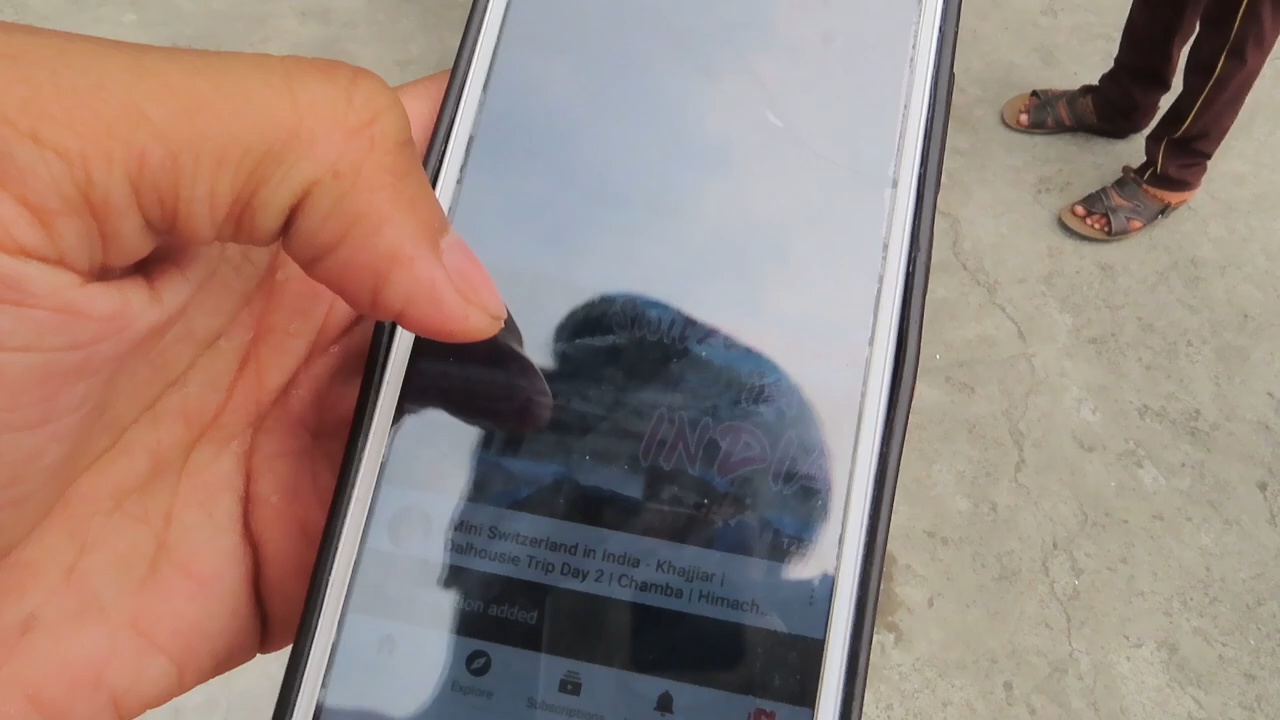 INDIA
Mini Switzerland in India - Khajjiar |
Dalhousie Trip Day 2 | Chamba | Himach...
added
Explore
Subscriptions